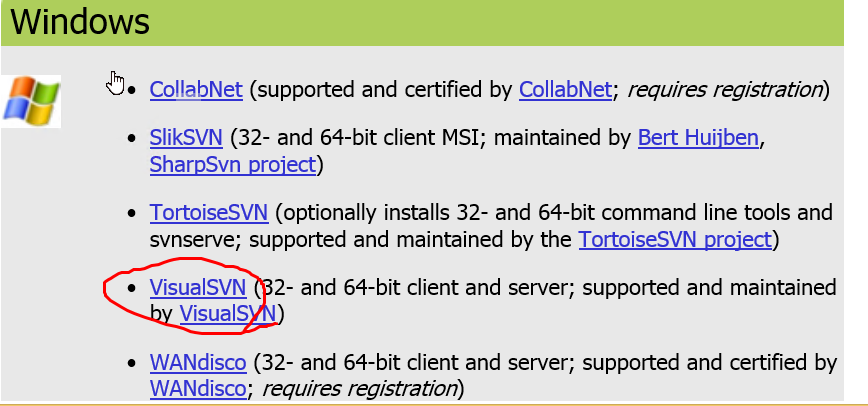 Windows
• CollabNet (supported and certified by CollabNet; requires registration)
• SlikSVN (32- and 64-bit client MSI; maintained by Bert Huijben,
SharpSvn project)
• TortoiseSVN (optionally installs 32- and 64-bit command line tools and
svnserve; supported and maintained by the TortoiseSVN project)
• VisualSVN (32- and 64-bit client and server; supported and maintained
by VisualSVN)
• WANdisco (32- and 64-bit client and server; supported and certified by
WANdisco; requires registration)